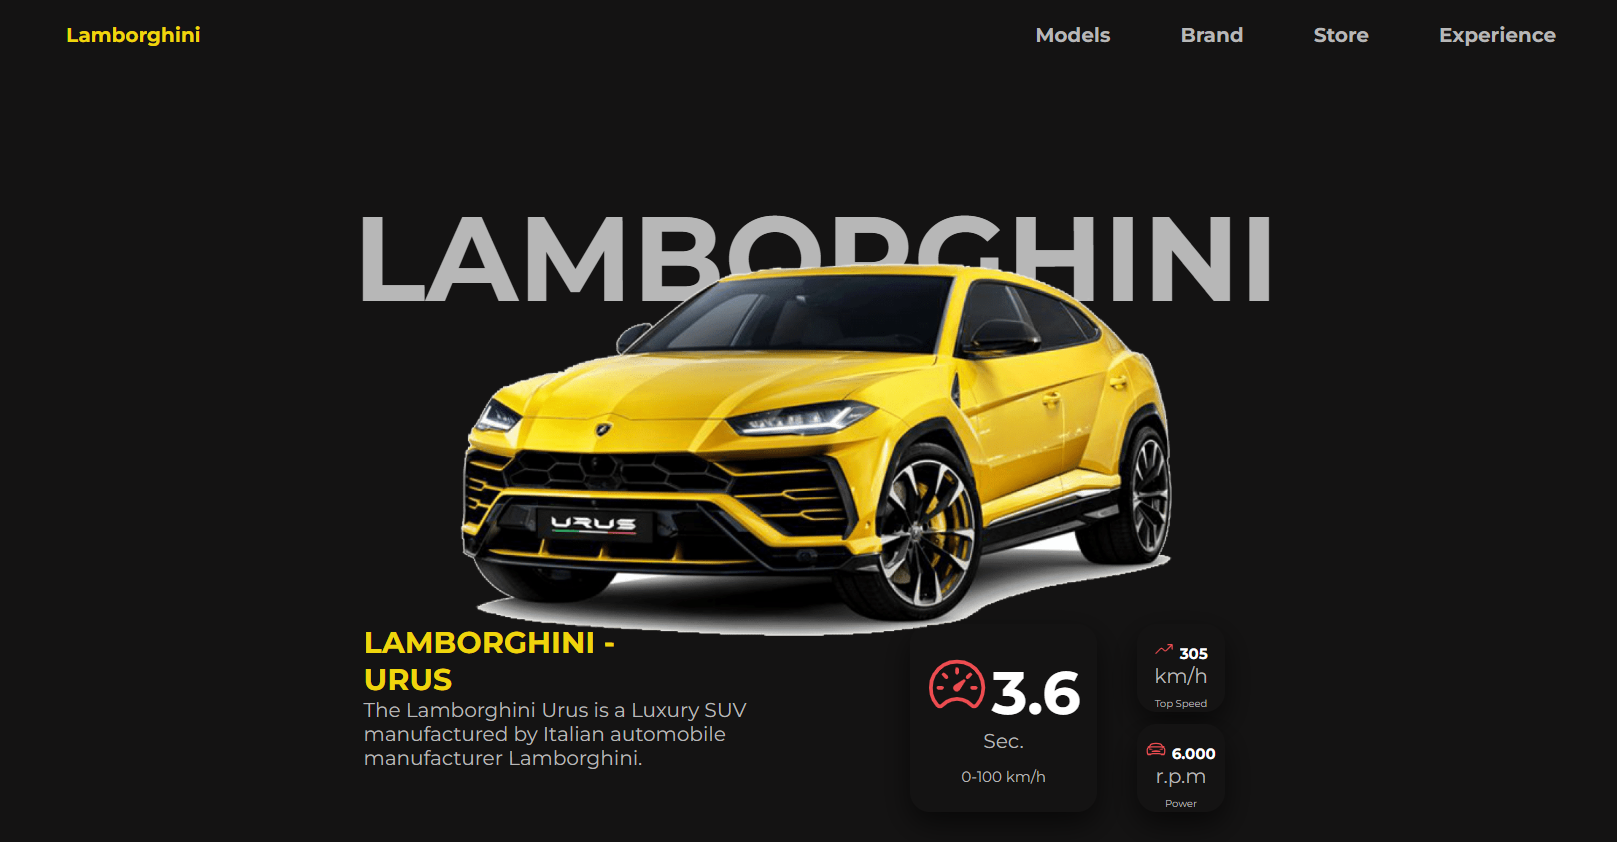 Lamborghini
Models
Brand
Store
Experience
LAMBORGHINI
URUS
LAMBORGHINI -
URUS
The Lamborghini Urus is a Luxury SUV
manufactured by Italian automobile
manufacturer Lamborghini.
3.6
Sec.
0-100 km/h
305
km/h
Top Speed
6.000
r.p.m
Power